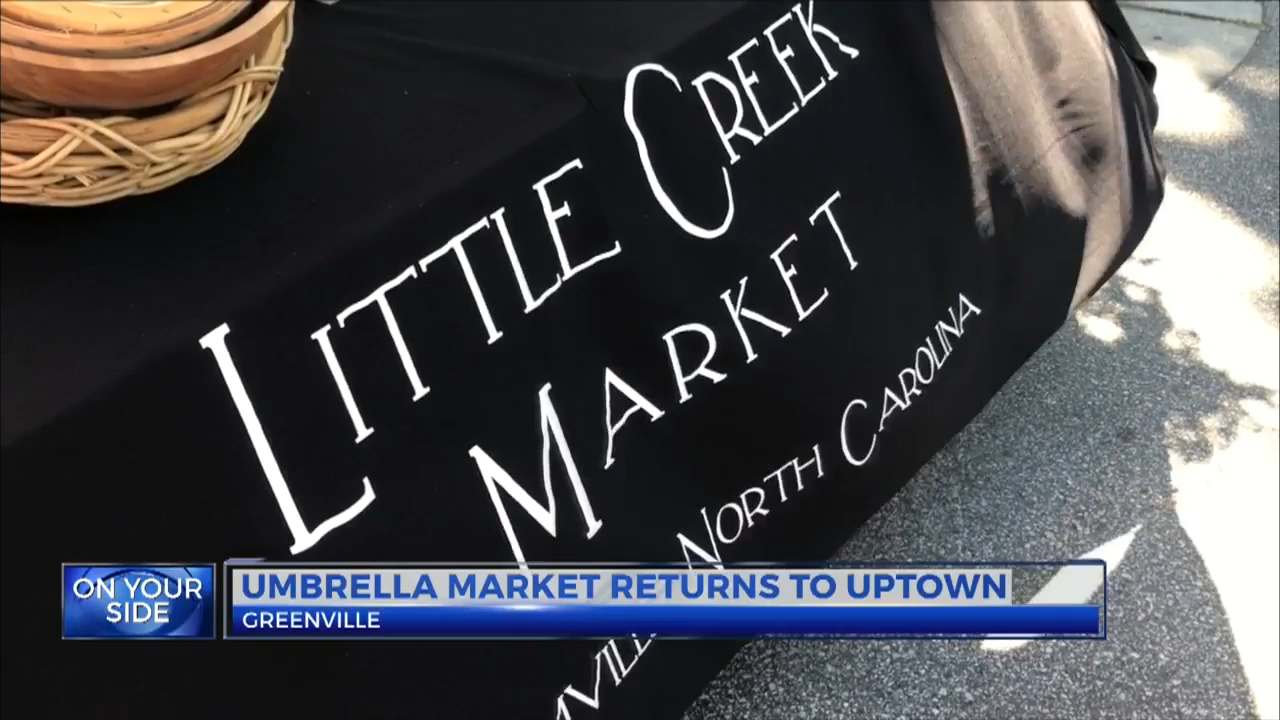 LITTLE CREEK
MARKET
NORTH CAROLINA
ON YOUR
SIDE
UMBRELLA MARKET RETURNS TO UPTOWN
GREENVILLE